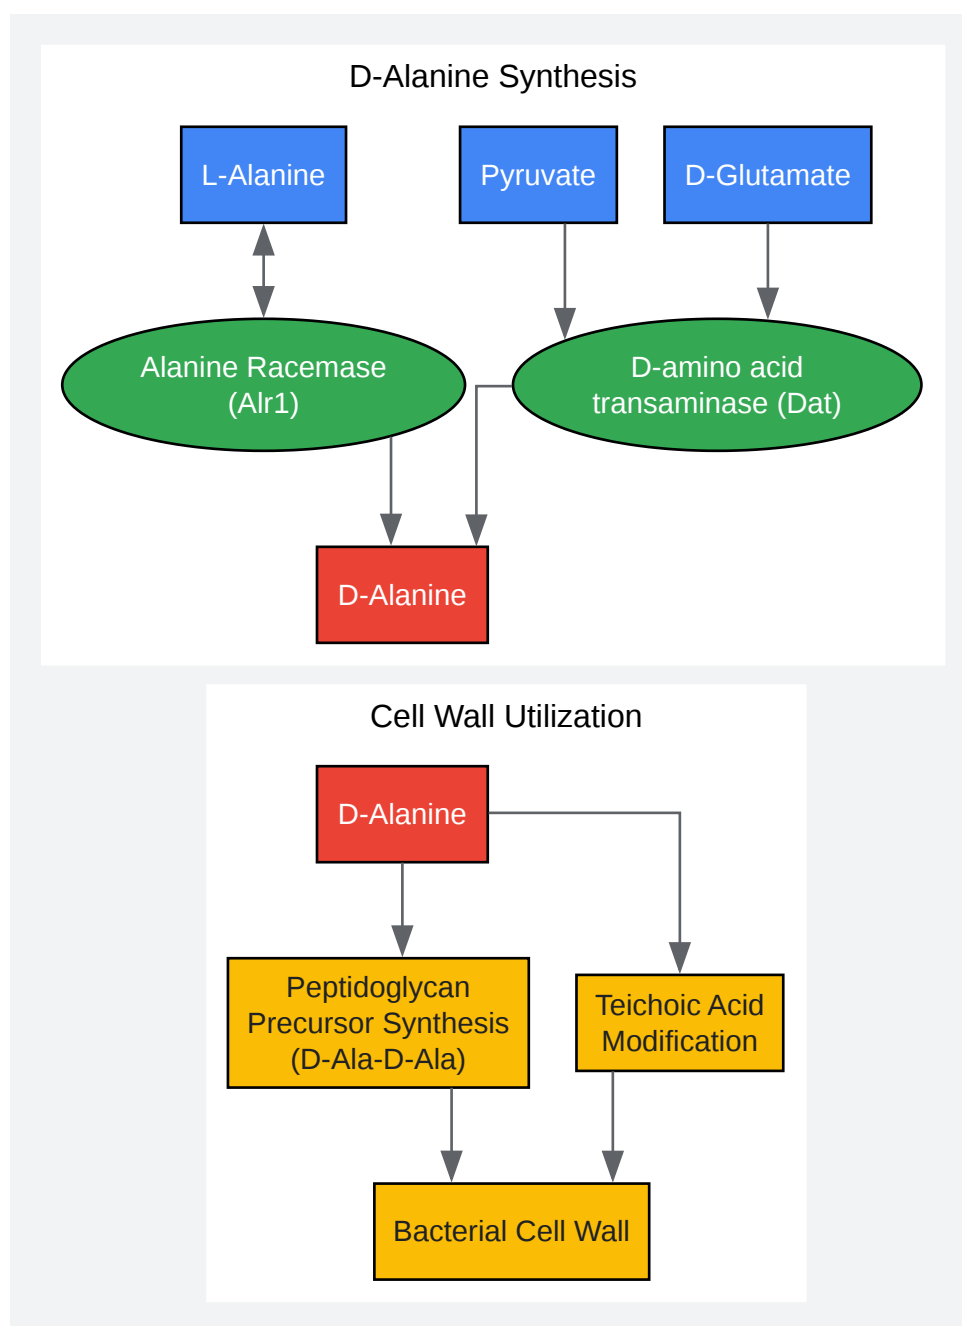 D-Alanine Synthesis
L-Alanine
Pyruvate
D-Glutamate
Alanine Racemase
(Alr1)
D-amino acid
transaminase (Dat)
D-Alanine
Cell Wall Utilization
D-Alanine
Peptidoglycan
Precursor Synthesis
(D-Ala-D-Ala)
Teichoic Acid
Modification
Bacterial Cell Wall